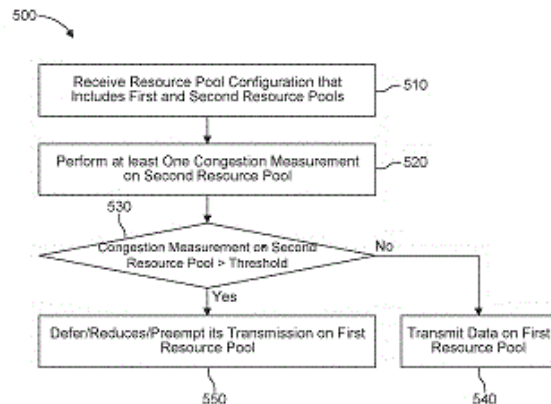 500
Receive Resource Pool Configuration that
Includes First and Second Resource Pools
510
Perform at least One Congestion Measurement
on Second Resource Pool
520
530
Congestion Measurement on Second
Resource Pool > Threshold
No
Yes
Defer/Reduces/Preempt its Transmission on First
Resource Pool
Transmit Data on First
Resource Pool
550
540